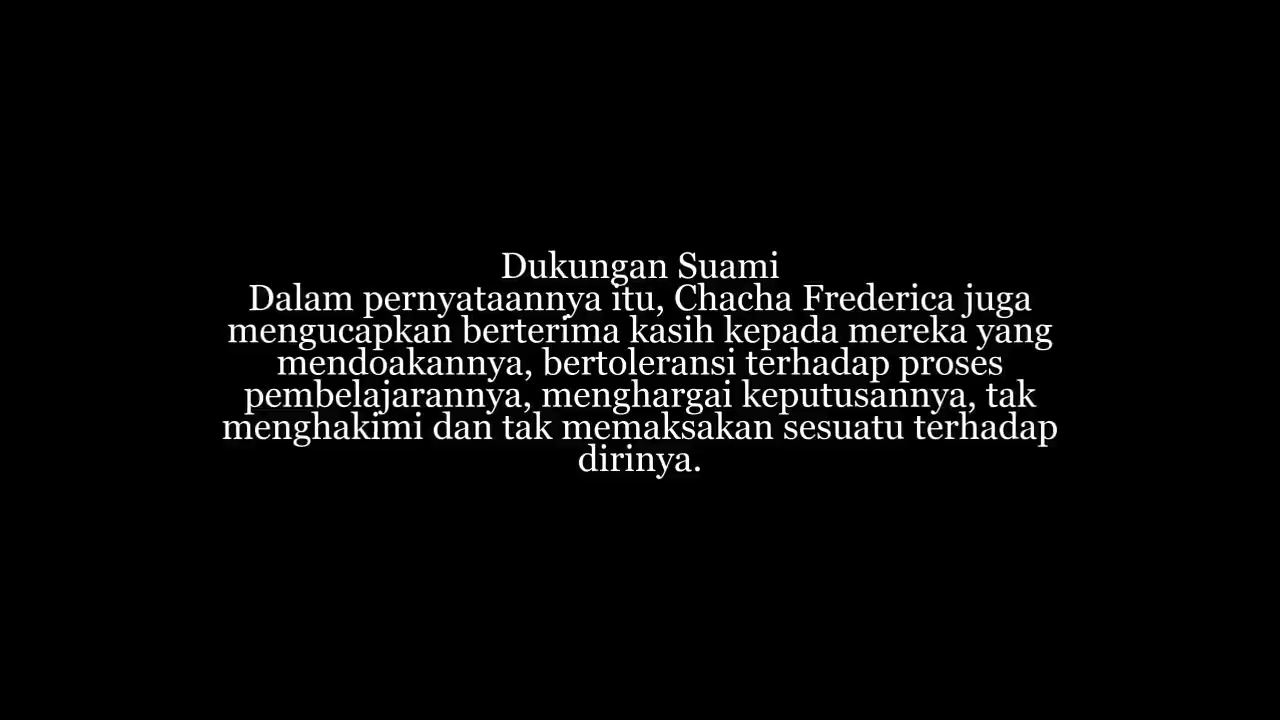 Dukungan Suami
Dalam pernyataannya itu, Chacha Frederica juga
mengucapkan berterima kasih kepada mereka yang
mendoakannya, bertoleransi terhadap proses
pembelajarannya, menghargai keputusannya, tak
menghakimi dan tak memaksakan sesuatu terhadap
dirinya.